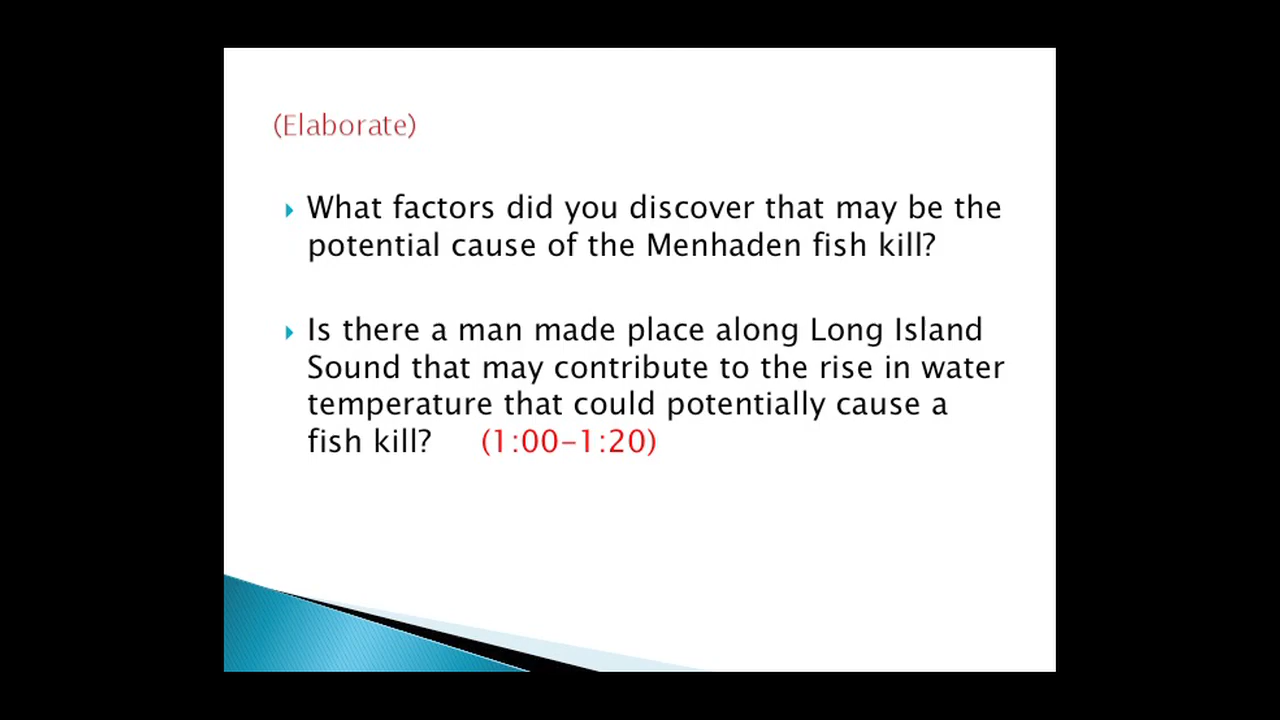 (Elaborate)
What factors did you discover that may be the
potential cause of the Menhaden fish kill?
Is there a man made place along Long Island
Sound that may contribute to the rise in water
temperature that could potentially cause a
fish kill? (1:00-1:20)